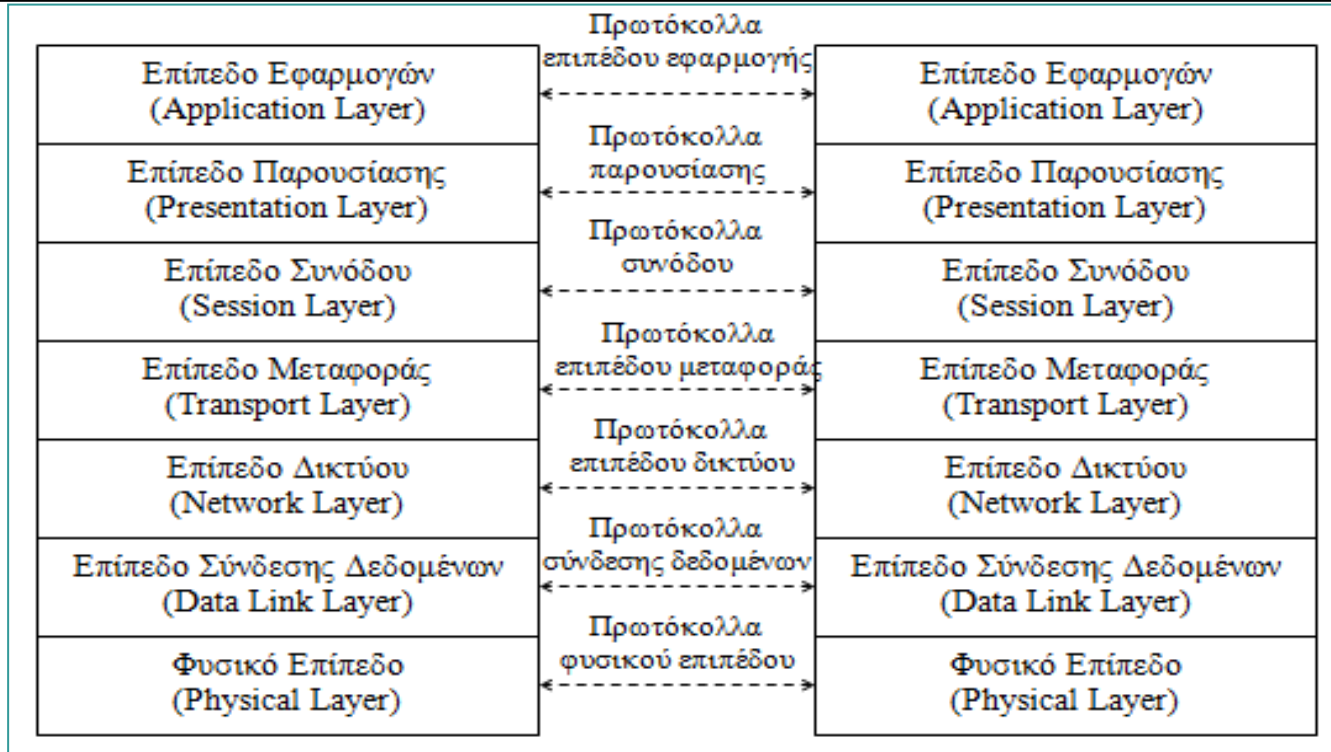 Πρωτόκολλα
επιπέδου εφαρμογής
Επίπεδο Εφαρμογών
(Application Layer)
Επίπεδο Εφαρμογών
(Application Layer)
Πρωτόκολλα
παρουσίασης
Επίπεδο Παρουσίασης
(Presentation Layer)
Επίπεδο Παρουσίασης
(Presentation Layer)
Πρωτόκολλα
συνόδου
Επίπεδο Συνόδου
(Session Layer)
Επίπεδο Συνόδου
(Session Layer)
Πρωτόκολλα
επιπέδου μεταφοράς
Επίπεδο Μεταφοράς
(Transport Layer)
Επίπεδο Μεταφοράς
(Transport Layer)
Πρωτόκολλα
επιπέδου δικτύου
Επίπεδο Δικτύου
(Network Layer)
Επίπεδο Δικτύου
(Network Layer)
Πρωτόκολλα
σύνδεσης δεδομένων
Επίπεδο Σύνδεσης Δεδομένων
(Data Link Layer)
Επίπεδο Σύνδεσης Δεδομένων
(Data Link Layer)
Πρωτόκολλα
φυσικού επιπέδου
Φυσικό Επίπεδο
(Physical Layer)
Φυσικό Επίπεδο
(Physical Layer)